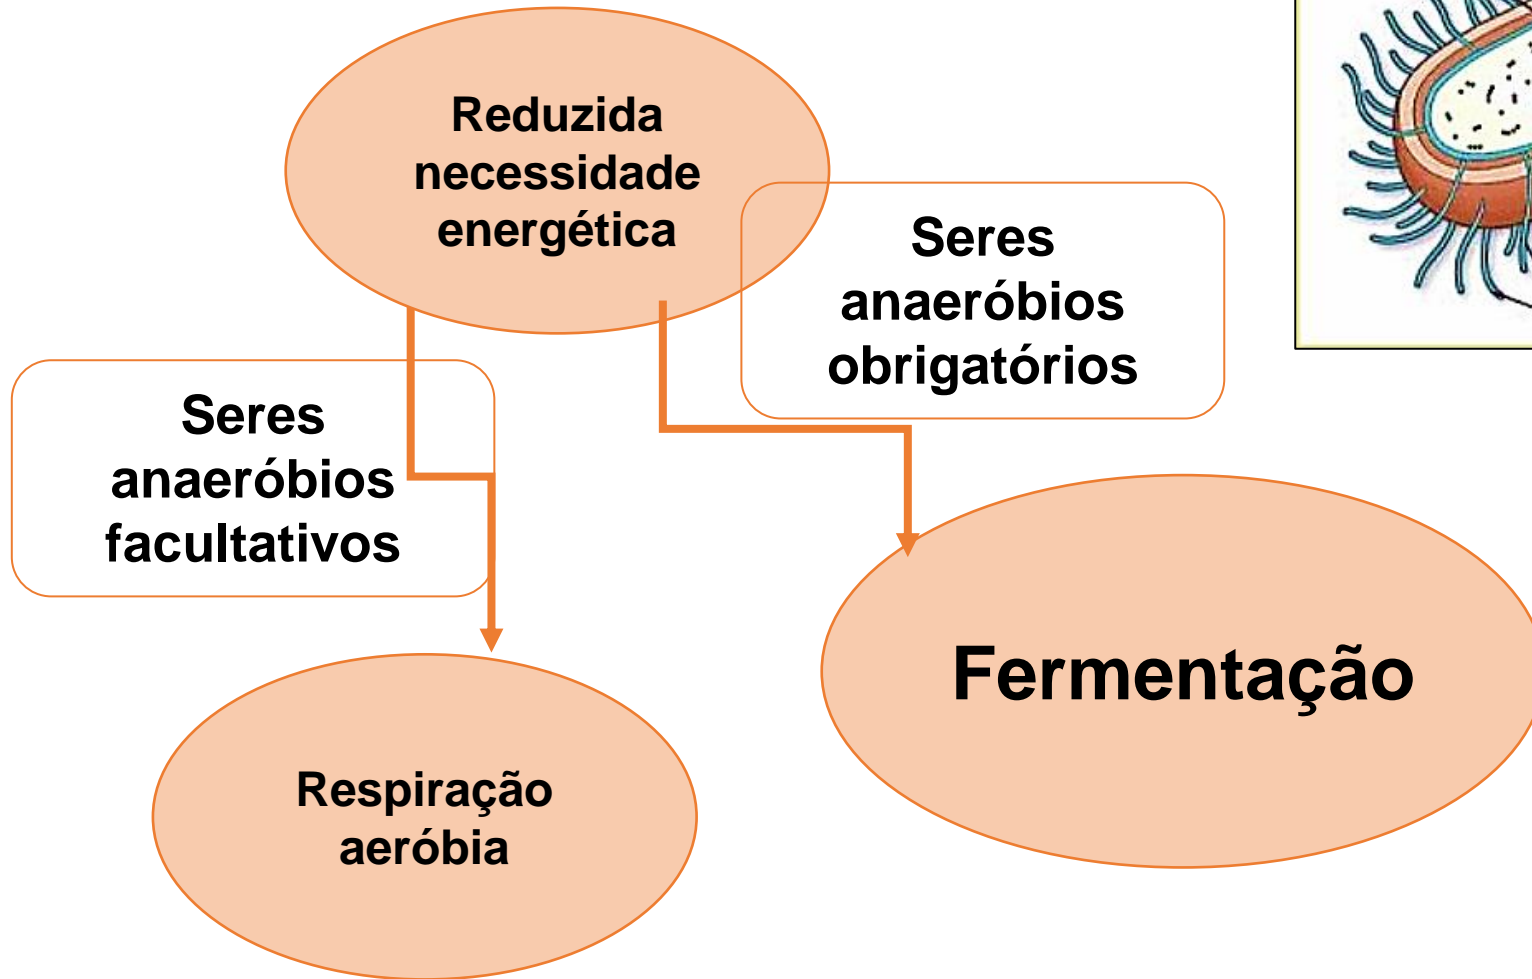 Reduzida
necessidade
energética
Seres
anaeróbios
obrigatórios
Seres
anaeróbios
facultativos
Fermentação
Respiração
aeróbia